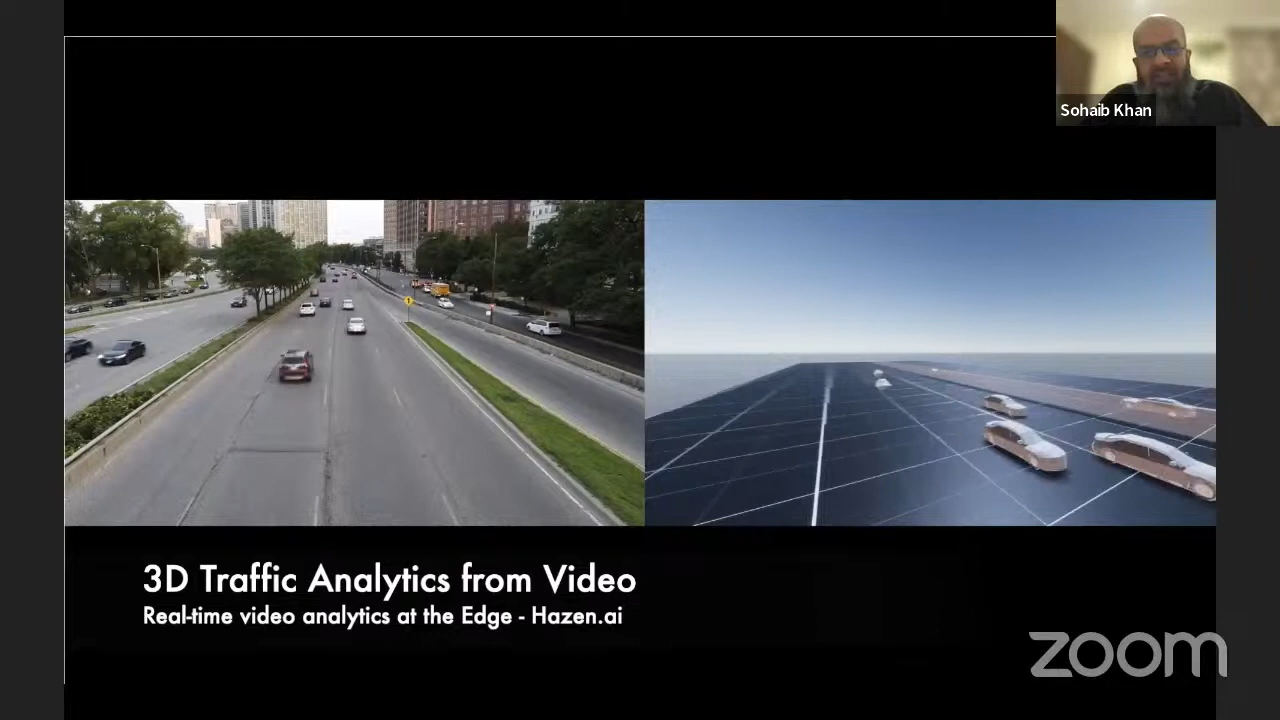 Sohaib Khan
3D Traffic Analytics from Video
Real-time video analytics at the Edge - Hazen.ai
zoom